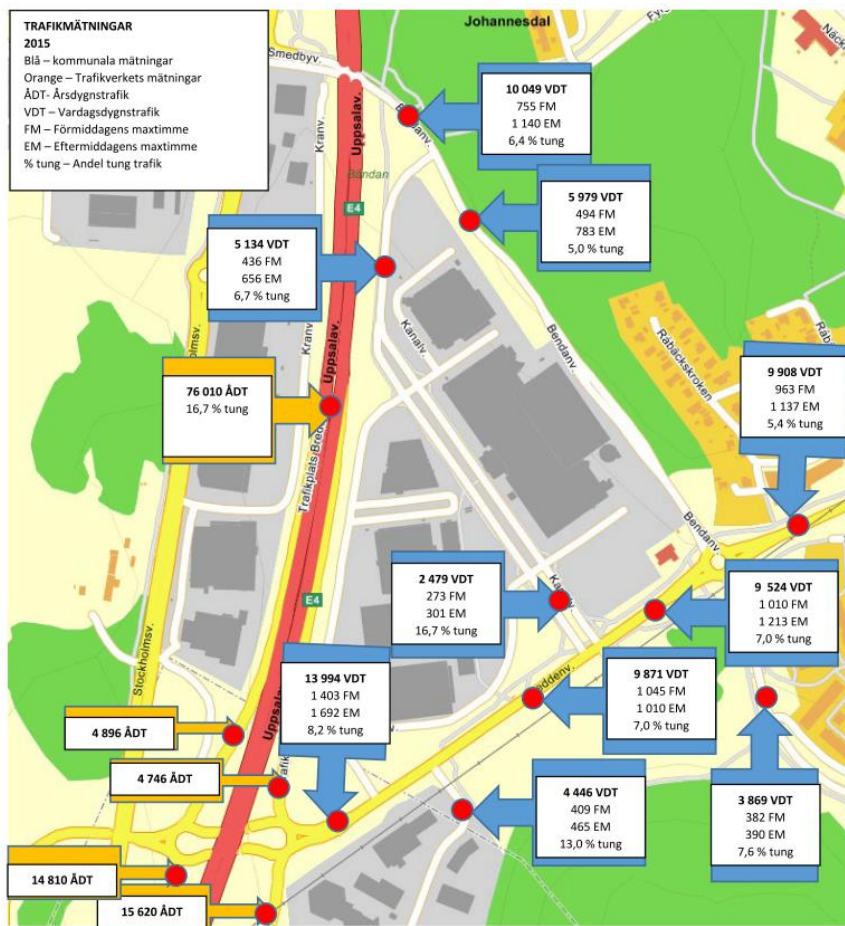 TRAFIKMÄTNINGAR
2015
Blå – kommunala mätningar
Orange – Trafikverkets mätningar
ÅDT- Årsdygnstrafik
VDT – Vardagsdygnstrafik
FM – Förmiddagens maxtimme
EM – Eftermiddagens maxtimme
% tung – Andel tung trafik
Johannesdal
Smedbyv.
Kranv.
Uppsalav.
Bondan
E4
10 049 VDT
755 FM
1 140 EM
6,4 % tung
5 979 VDT
494 FM
783 EM
5,0 % tung
5 134 VDT
436 FM
656 EM
6,7 % tung
Kranv.
Uppsalav.
Kanalv.
Bendanv.
Råbäckskroken
76 010 ÅDT
16,7 % tung
9 908 VDT
963 FM
1 137 EM
5,4 % tung
Trafikplats
Bendanv.
E4
2 479 VDT
273 FM
301 EM
16,7 % tung
9 524 VDT
1 010 FM
1 213 EM
7,0 % tung
Stockholmsv.
13 994 VDT
1 403 FM
1 692 EM
8,2 % tung
9 871 VDT
1 045 FM
1 010 EM
7,0 % tung
4 896 ÅDT
4 746 ÅDT
4 446 VDT
409 FM
465 EM
13,0 % tung
3 869 VDT
382 FM
390 EM
7,6 % tung
14 810 ÅDT
15 620 ÅDT